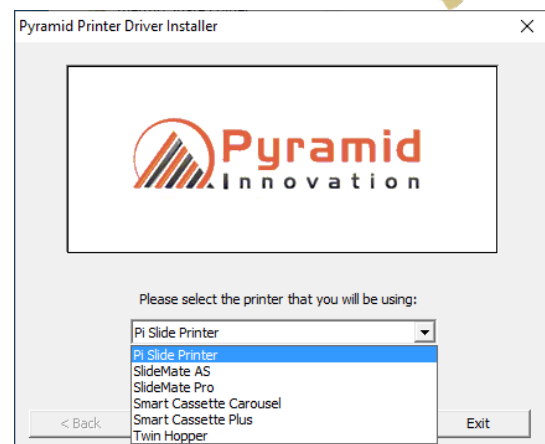 Pyramid Printer Driver Installer
Pyramid
Innovation
Please select the printer that you will be using:
Pi Slide Printer
Pi Slide Printer
SlideMate AS
SlideMate Pro
Smart Cassette Carousel
Smart Cassette Plus
Twin Hopper
< Back
Exit